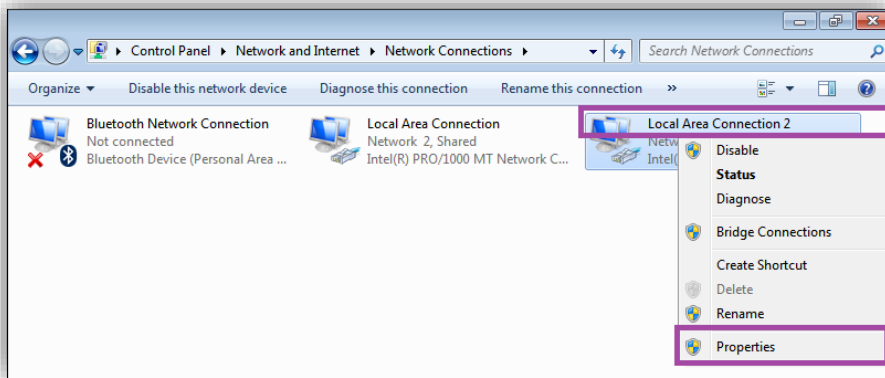 Control Panel ▸ Network and Internet ▸ Network Connections ▸
Search Network Connections
Organize ▾ Disable this network device Diagnose this connection Rename this connection »
Bluetooth Network Connection
Not connected
Bluetooth Device (Personal Area ...
Local Area Connection
Network 2, Shared
Intel(R) PRO/1000 MT Network C...
Local Area Connection 2
Disable
Status
Diagnose
Bridge Connections
Create Shortcut
Delete
Rename
Properties